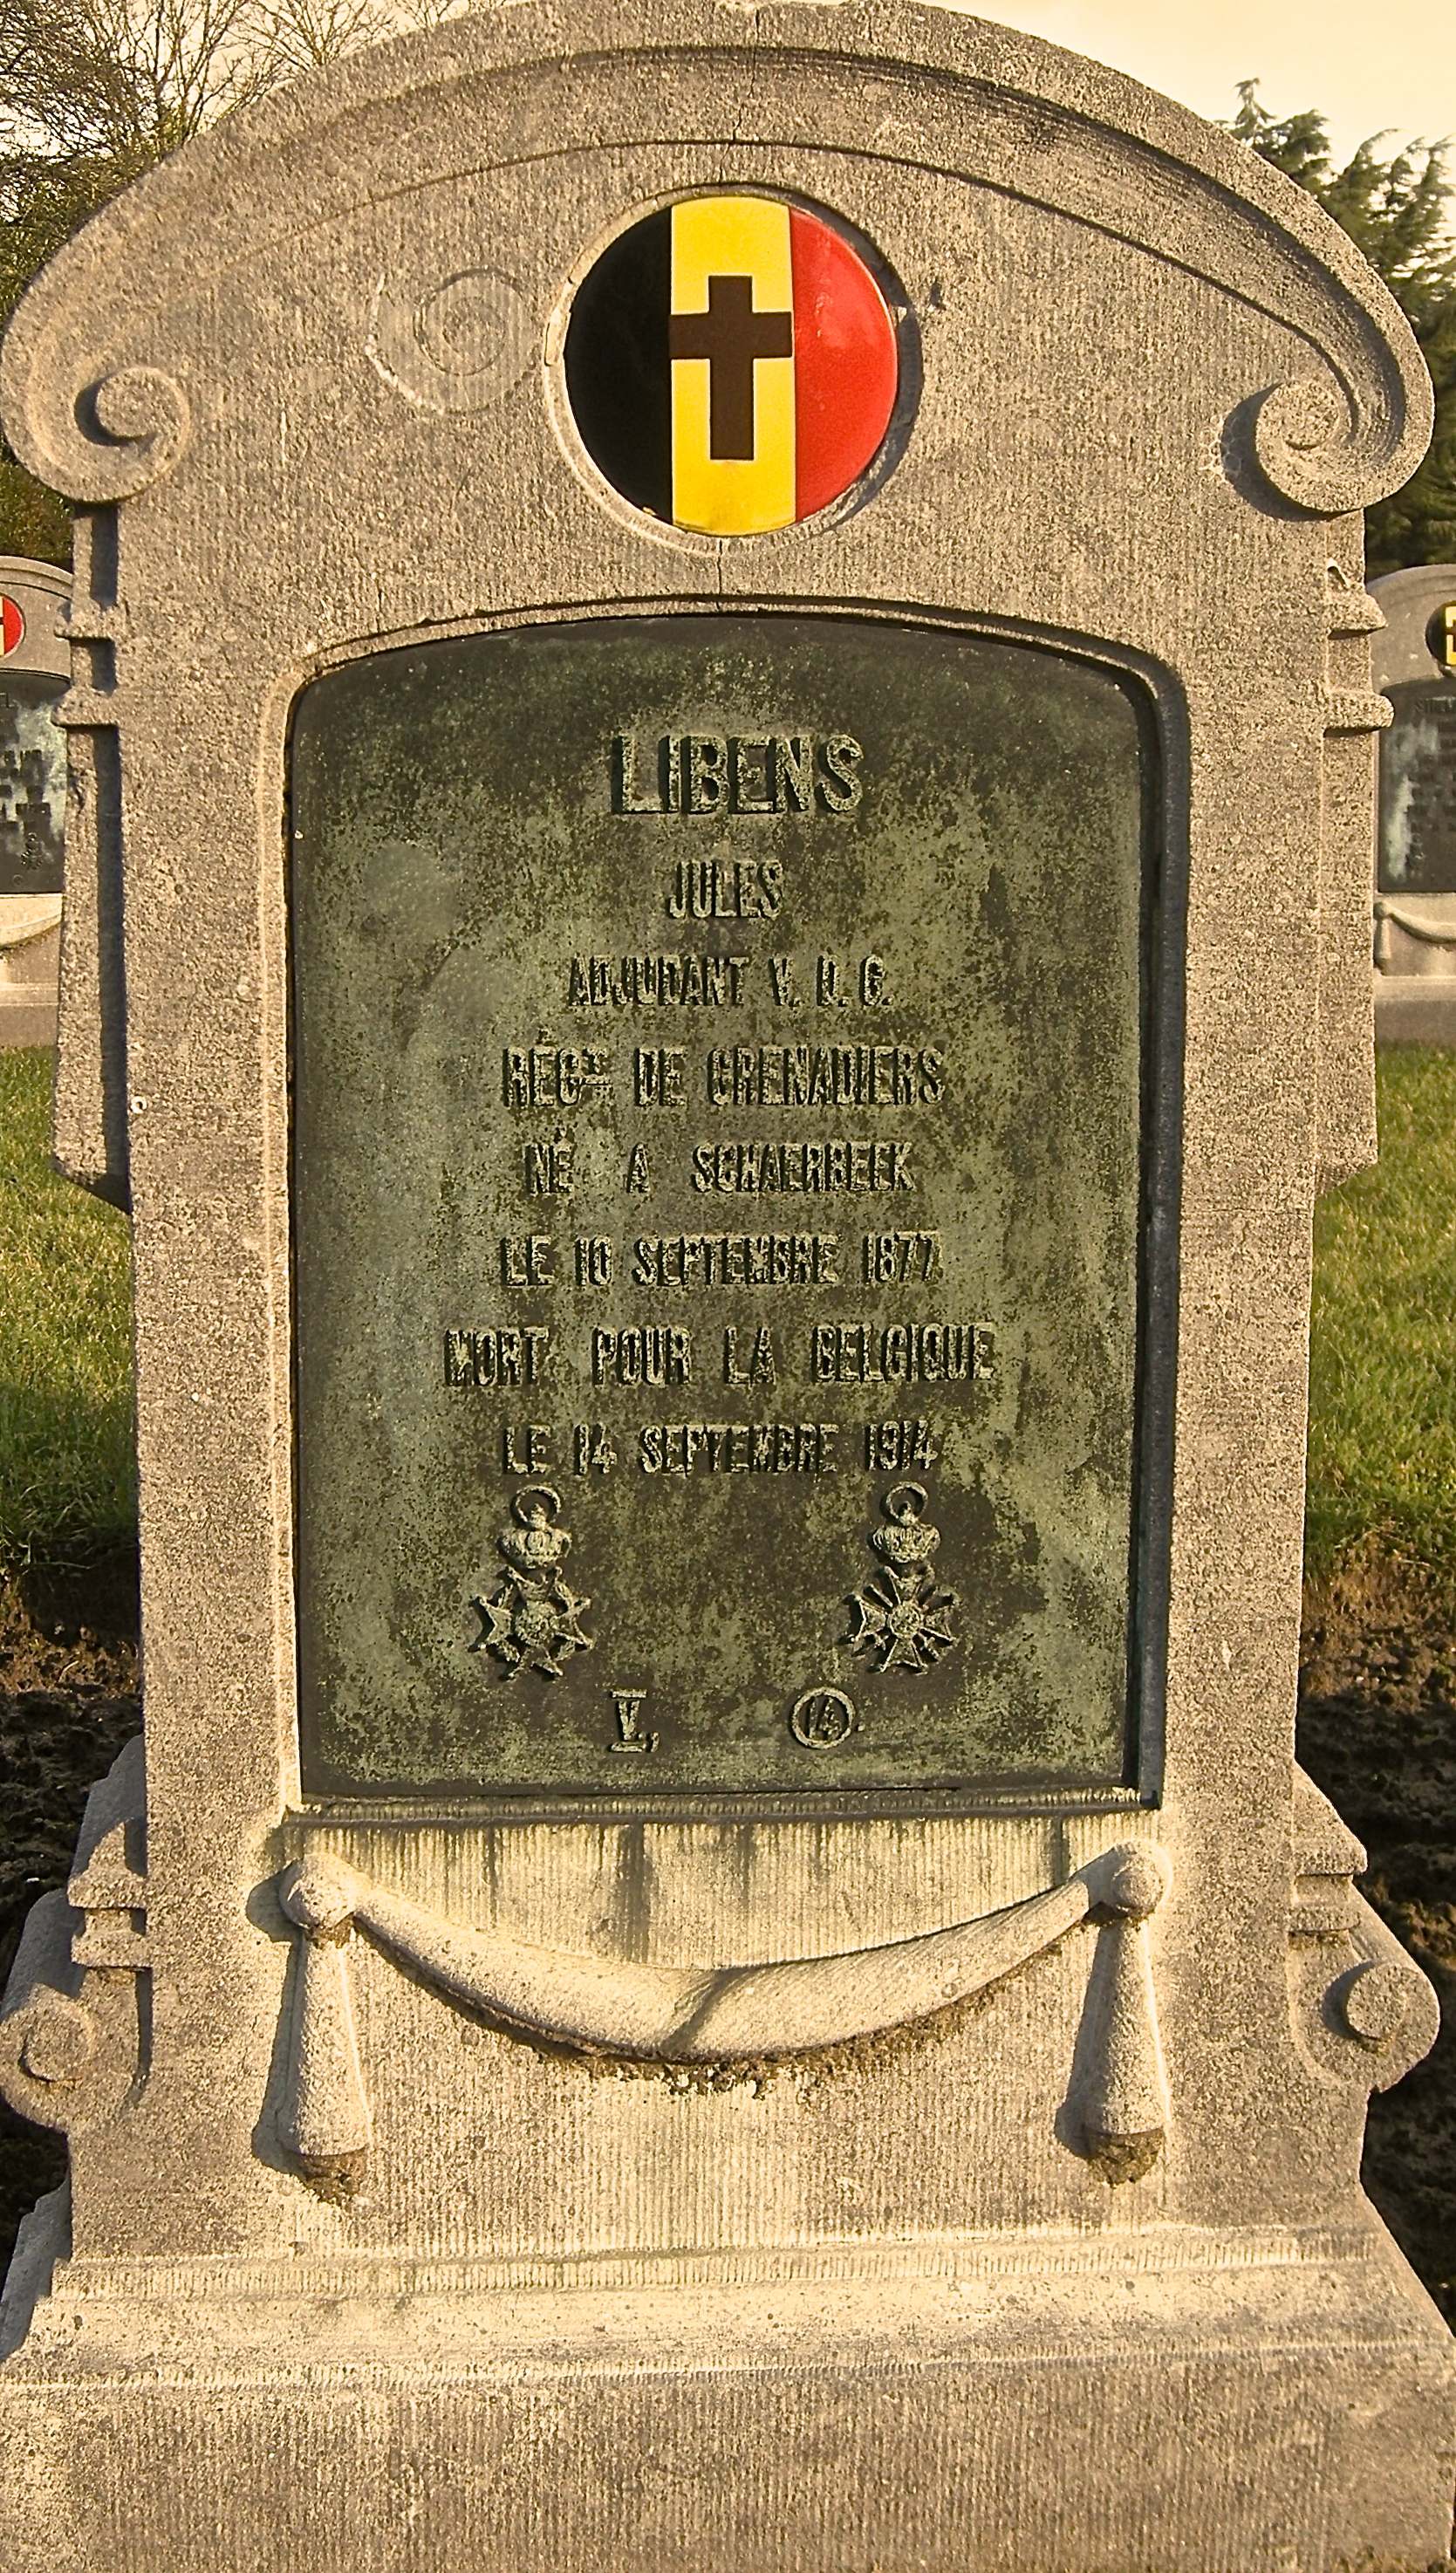 LIBENS
JULES
ADJUDANT V. D. C.
RÉGT DE GRENADIERS
NÉ A SCHAERBEEK
LE 10 SEPTEMBRE 1877
MORT POUR LA BELGIQUE
LE 14 SEPTEMBRE 1914